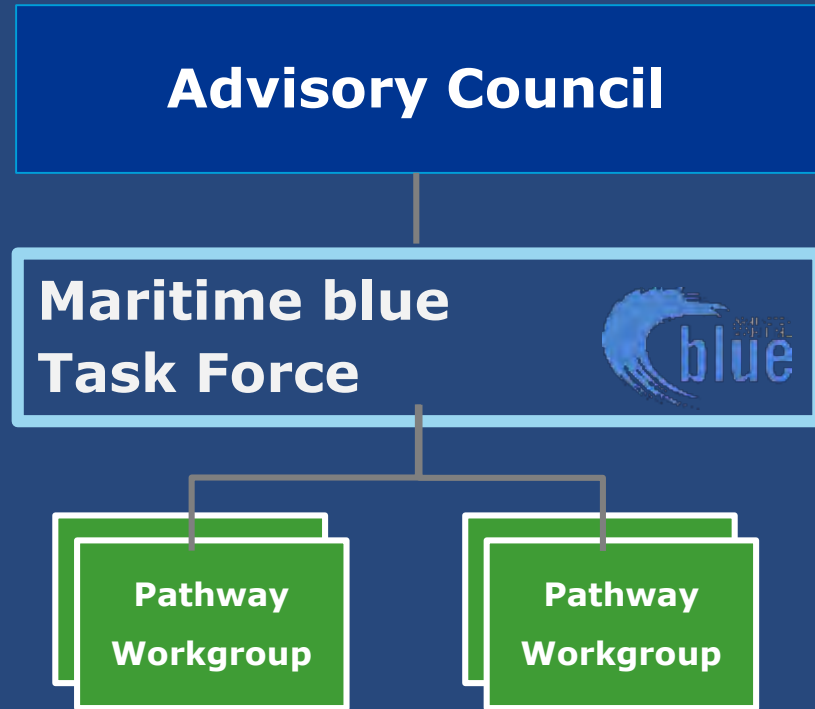 Advisory Council
Maritime blue
Task Force
blue
Pathway
Workgroup
Pathway
Workgroup